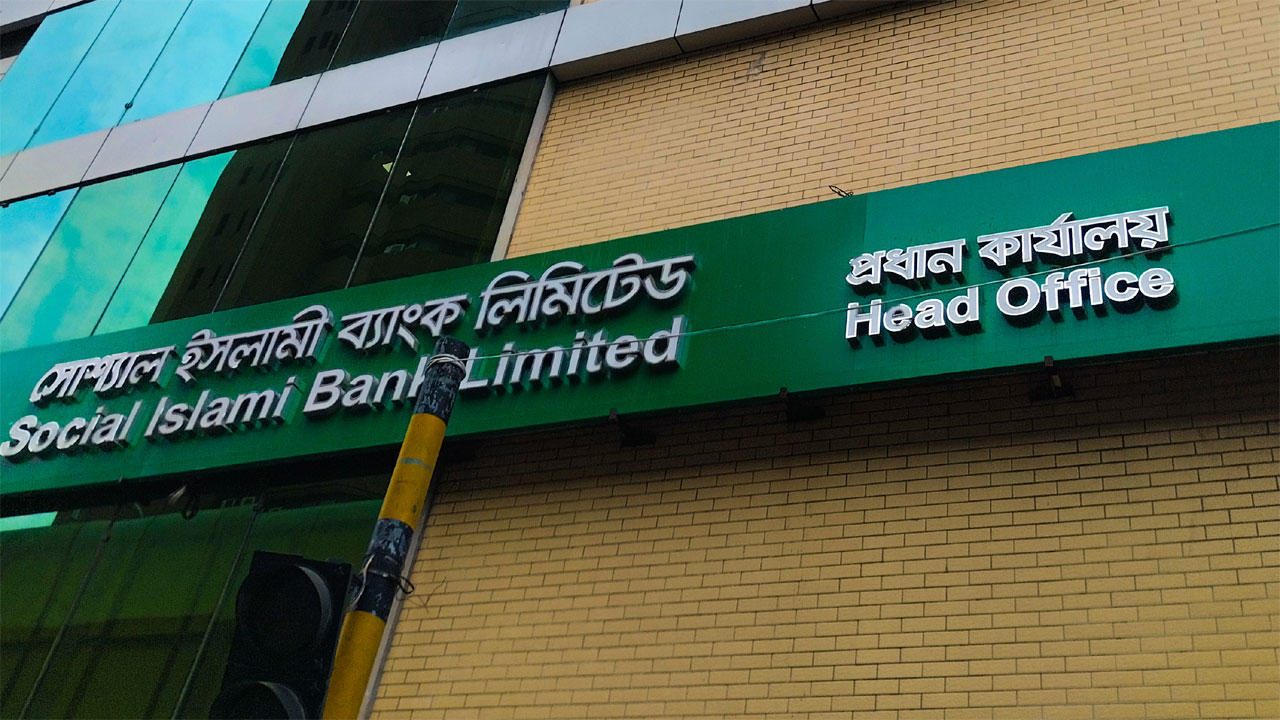 সোশ্যাল ইসলামী ব্যাংক লিমিটেড
Social Islami Bank Limited
প্রধান কার্যালয়
Head Office